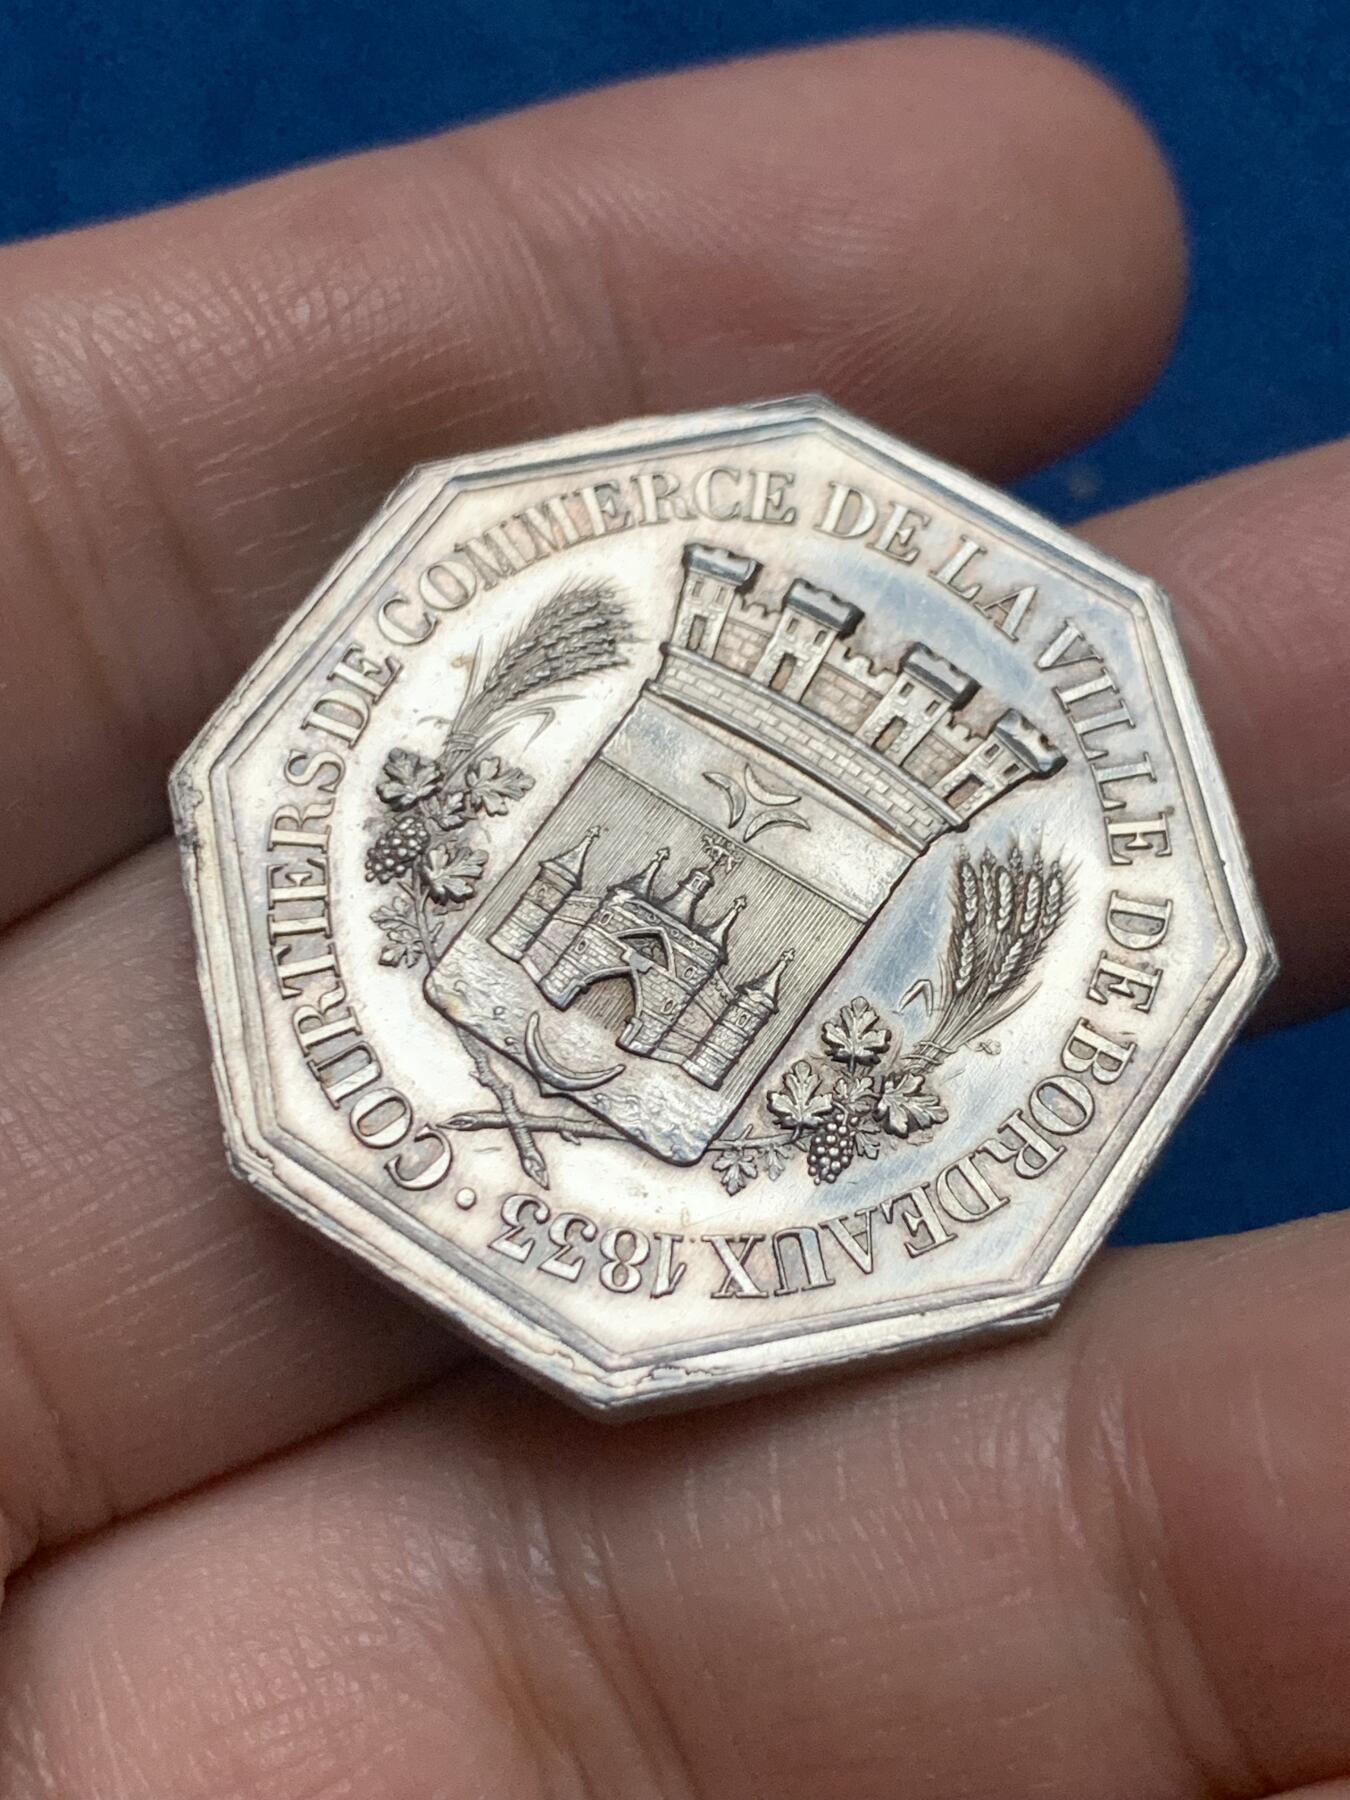 COURTIERS DE COMMERCE DE LA VILLE DE BORDEAUX 1833 ·